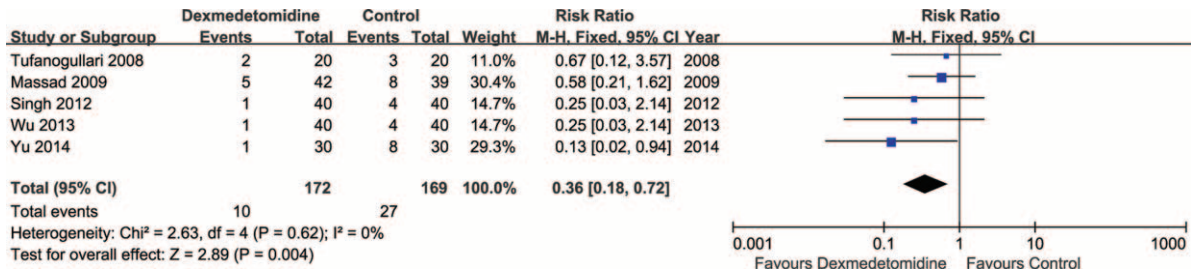 Dexmedetomidine Control Risk Ratio Risk Ratio
Study or Subgroup Events Total Events Total Weight M-H, Fixed, 95% CI Year M-H, Fixed, 95% CI
Tufanogullari 2008 2 20 3 20 11.0% 0.67 [0.12, 3.57] 2008
Massad 2009 5 42 8 39 30.4% 0.58 [0.21, 1.62] 2009
Singh 2012 1 40 4 40 14.7% 0.25 [0.03, 2.14] 2012
Wu 2013 1 40 4 40 14.7% 0.25 [0.03, 2.14] 2013
Yu 2014 1 30 8 30 29.3% 0.13 [0.02, 0.94] 2014
Total (95% CI) 172 169 100.0% 0.36 [0.18, 0.72]
Total events 10 27
Heterogeneity: Chi² = 2.63, df = 4 (P = 0.62); I² = 0%
Test for overall effect: Z = 2.89 (P = 0.004)
0.001 0.1 1 10 1000
Favours Dexmedetomidine Favours Control